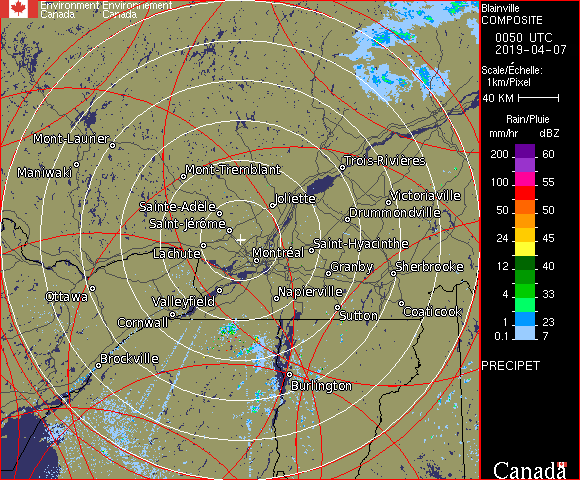 Environment Environnement
Canada Canada
Blainville
COMPOSITE
0050 UTC
2019-04-07
Scale/Échelle:
1km/Pixel
40 KM
Rain/Pluie
mm/hr dBZ
200 60
150 57
100 55
50 50
24 45
12 40
4 33
1 23
0.1 7
PRECIPET
Mont-Laurier
Maniwaki
Mont-Tremblant
Trois-Rivières
Joliette
Victoriaville
Sainte-Adèle
Drummondville
Saint-Jérôme
Saint-Hyacinthe
Lachute
Montréal
Granby
Sherbrooke
Ottawa
Valleyfield
Napierville
Coaticook
Sutton
Cornwall
Brockville
Burlington
Canada